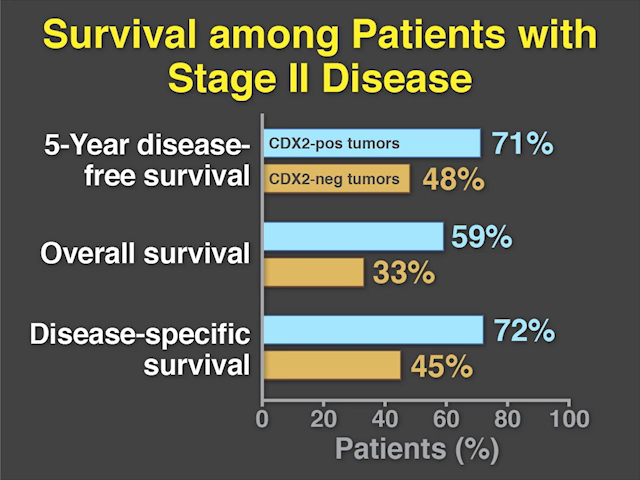 Survival among Patients with
Stage II Disease
5-Year disease-
free survival
CDX2-pos tumors
71%
CDX2-neg tumors
48%
Overall survival
59%
33%
Disease-specific
survival
72%
45%
0 20 40 60 80 100
Patients (%)